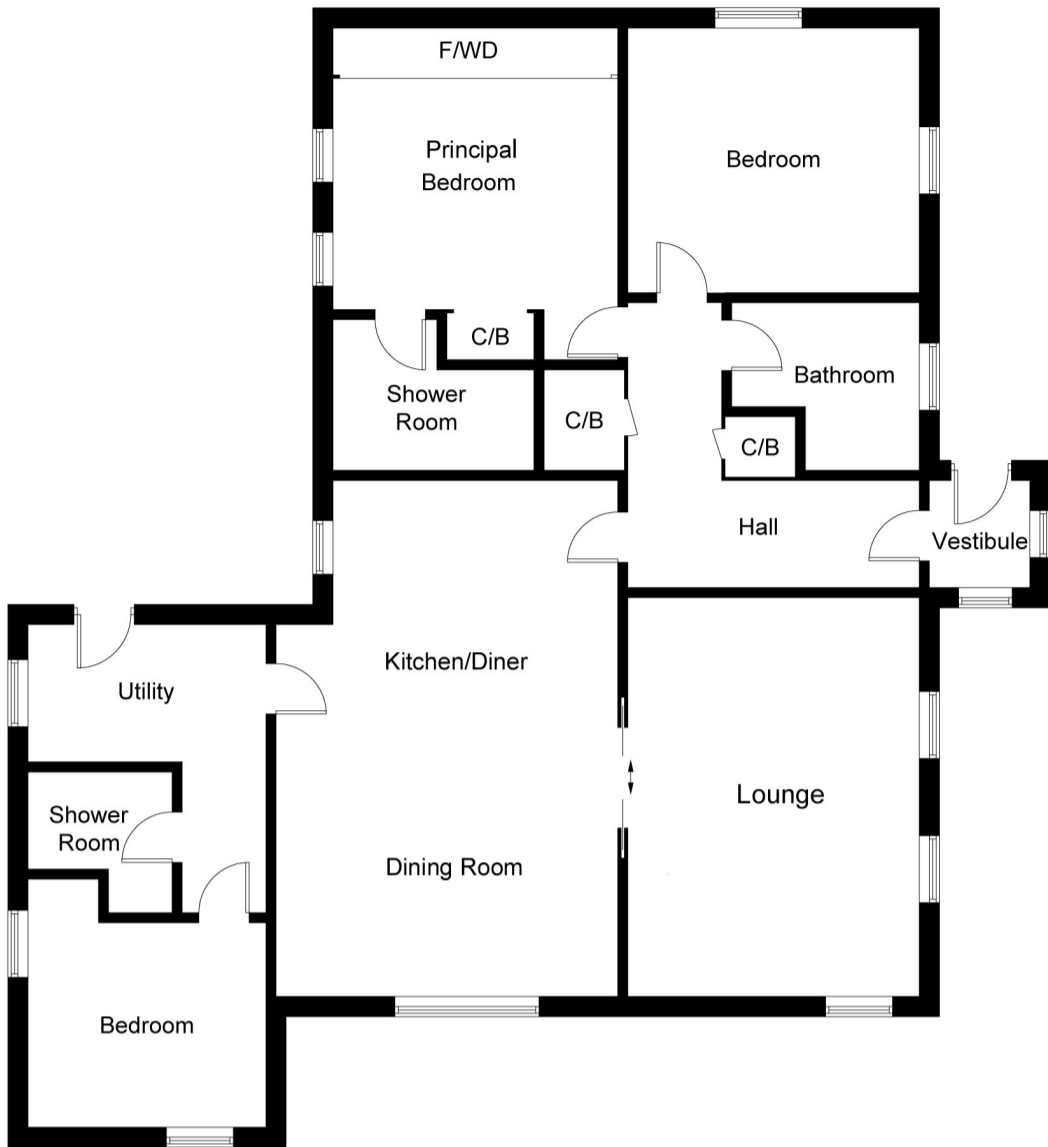 F/WD
Principal
Bedroom
Bedroom
C/B
Shower
Room
C/B
Bathroom
C/B
Hall
Vestibule
Kitchen/Diner
Utility
Lounge
Shower
Room
Dining Room
Bedroom